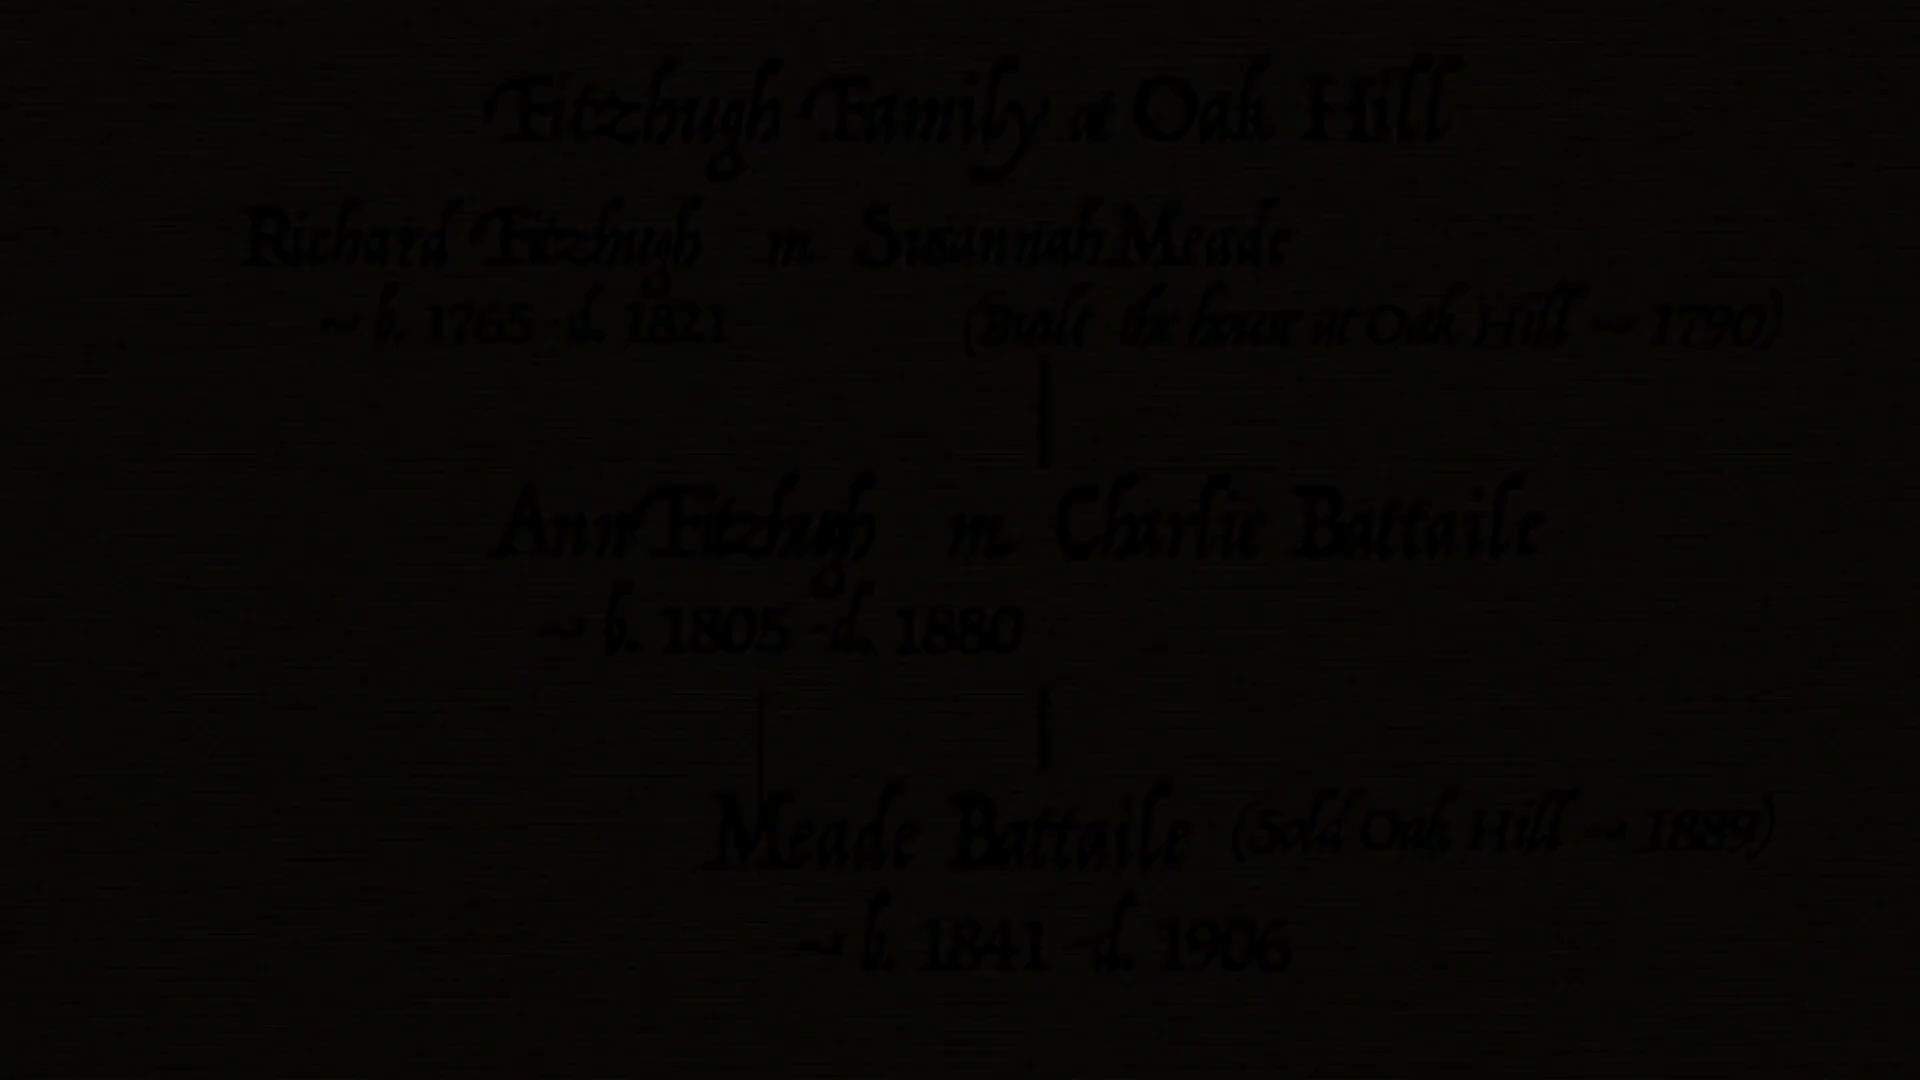 Fitzhugh Family at Oak Hill
Richard Fitzhugh m. Susannah Meade
~ b. 1765 - d. 1821 (Built the house at Oak Hill ~ 1790)
Ann Fitzhugh m. Charlie Battaile
~ b. 1805 - d. 1880
Meade Battaile (Sold Oak Hill ~ 1889)
~ b. 1841 - d. 1906